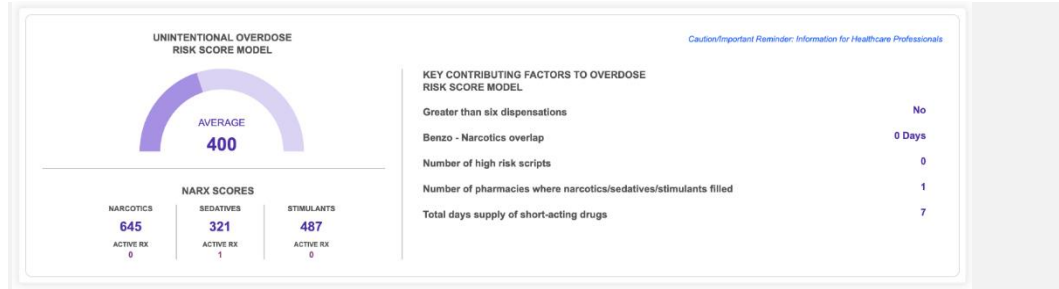 UNINTENTIONAL OVERDOSE
RISK SCORE MODEL
AVERAGE
400
NARX SCORES
NARCOTICS SEDATIVES STIMULANTS
645 321 487
ACTIVE RX ACTIVE RX ACTIVE RX
0 1 0
Caution/Important Reminder: Information for Healthcare Professionals
KEY CONTRIBUTING FACTORS TO OVERDOSE
RISK SCORE MODEL
Greater than six dispensations No
Benzo - Narcotics overlap 0 Days
Number of high risk scripts 0
Number of pharmacies where narcotics/sedatives/stimulants filled 1
Total days supply of short-acting drugs 7